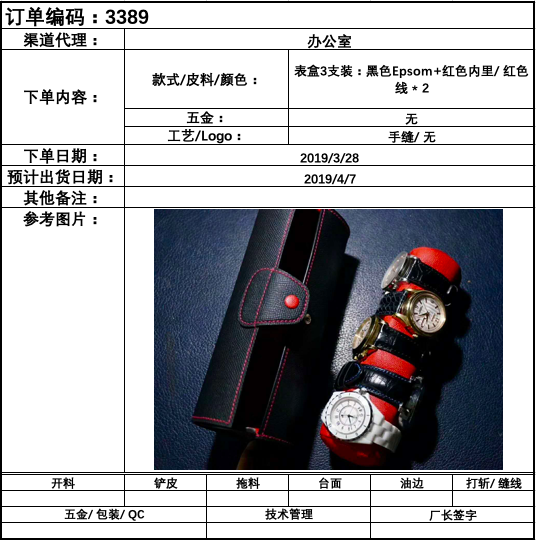 订单编码：3389
渠道代理：
办公室
下单内容：
款式/皮料/颜色：
表盒3支装：黑色Epsom+红色内里/ 红色
线 * 2
五金：
无
工艺/Logo：
手缝/ 无
下单日期：
2019/3/28
预计出货日期：
2019/4/7
其他备注：
参考图片：
开料
铲皮
拖料
台面
油边
打斩/ 缝线
五金/ 包装/ QC
技术管理
厂长签字